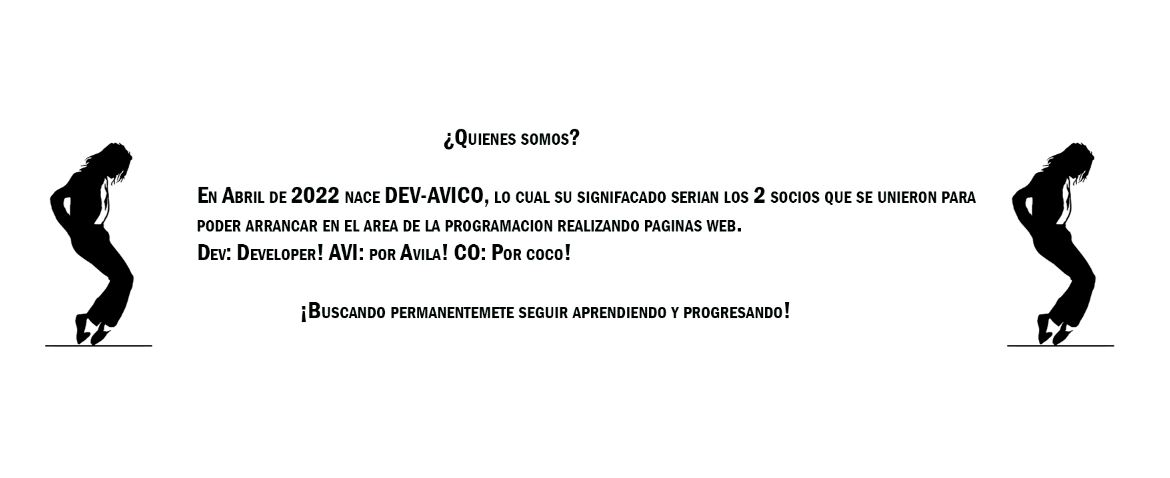 ¿Quienes somos?
En Abril de 2022 nace DEV-AVICO, lo cual su signifacado serian los 2 socios que se unieron para
poder arrancar en el area de la programacion realizando paginas web.
Dev: Developer! AVI: por Avila! CO: Por coco!
¡Buscando permanentemete seguir aprendiendo y progresando!